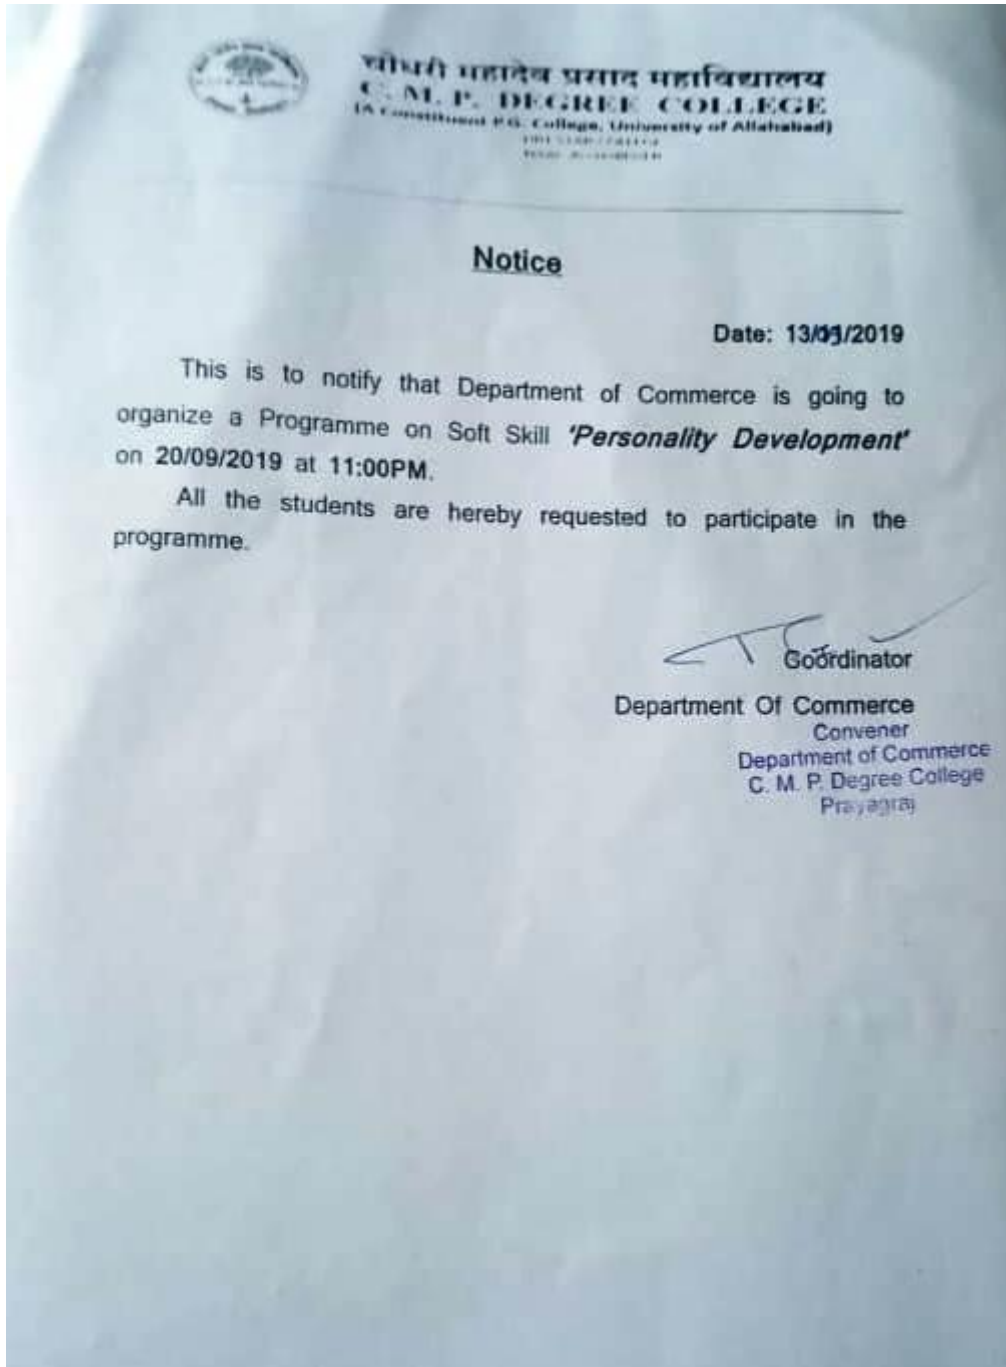 चौधरी महादेव प्रसाद महाविद्यालय
C. M. P. DEGREE COLLEGE
(A Constituent P.G. College, University of Allahabad)
Notice
Date: 13/09/2019
This is to notify that Department of Commerce is going to
organize a Programme on Soft Skill 'Personality Development'
on 20/09/2019 at 11:00PM.
All the students are hereby requested to participate in the
programme.
Coordinator
Department Of Commerce
Convener
Department of Commerce
C. M. P. Degree College
Prayagraj